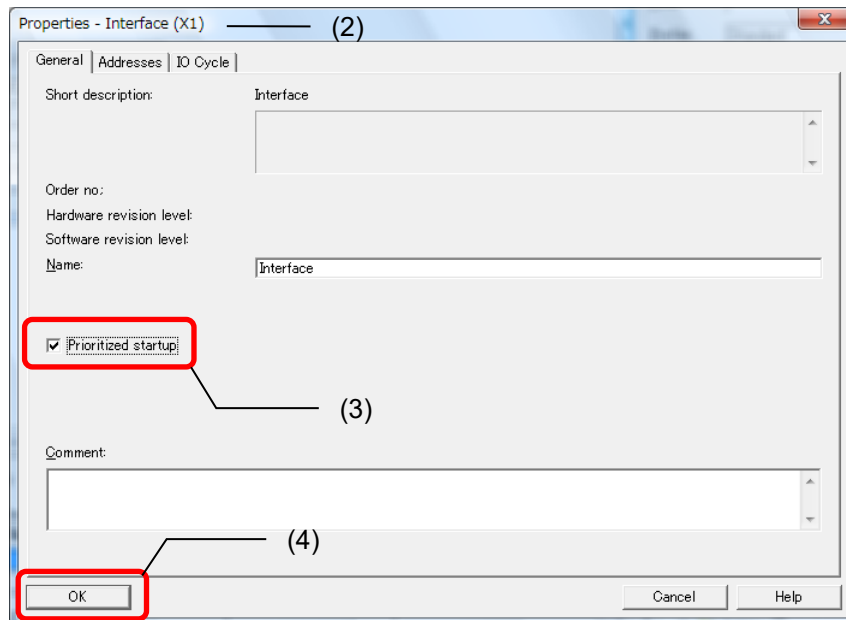 Properties - Interface (X1)
(2)
General
Addresses
IO Cycle
Short description:
Interface
Order no;
Hardware revision level:
Software revision level:
Name:
Interface
Prioritized startup
(3)
Comment:
(4)
OK
Cancel
Help